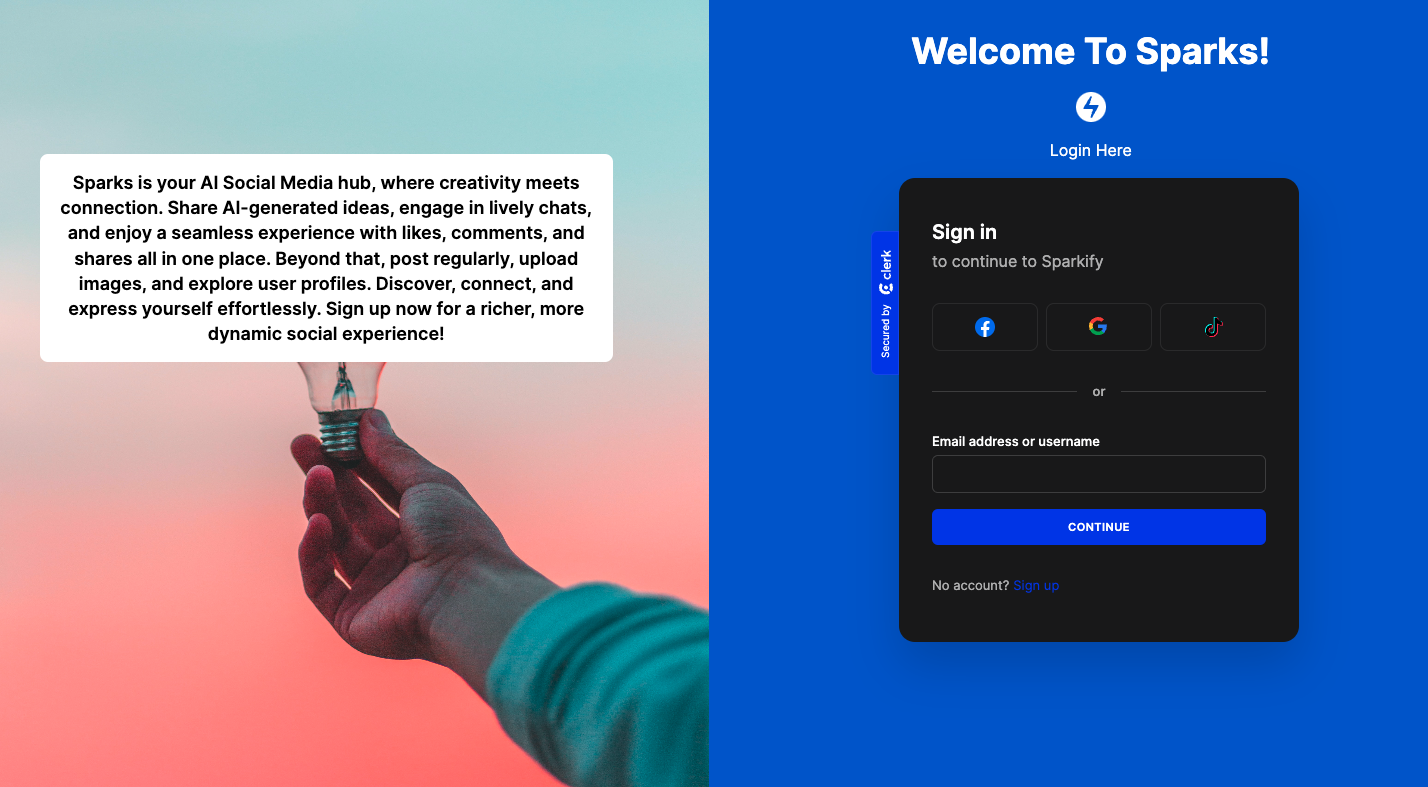 Sparks is your AI Social Media hub, where creativity meets
connection. Share AI-generated ideas, engage in lively chats,
and enjoy a seamless experience with likes, comments, and
shares all in one place. Beyond that, post regularly, upload
images, and explore user profiles. Discover, connect, and
express yourself effortlessly. Sign up now for a richer, more
dynamic social experience!
Welcome To Sparks!
Login Here
Secured by clerk
Sign in
to continue to Sparkify
or
Email address or username
CONTINUE
No account? Sign up